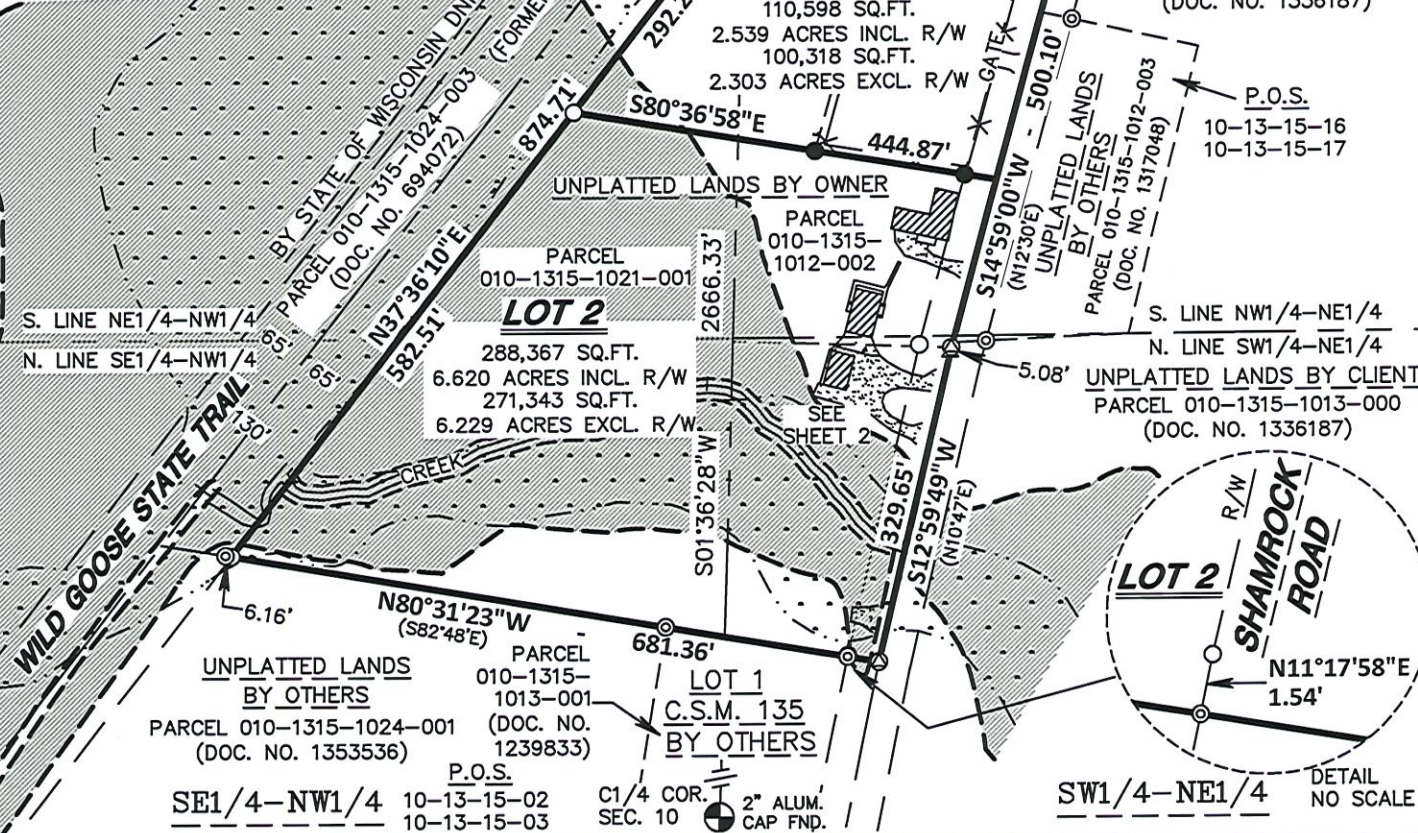 110,598 SQ.FT.
2.539 ACRES INCL. R/W
100,318 SQ.FT.
2.303 ACRES EXCL. R/W
(DOC. NO. 1336187)
BY STATE OF WISCONSIN
PARCEL 010-1315-1024-003
(DOC. NO. 694072)
874.71'
S80°36'58"E
444.87'
GATE
S14°59'00"W - 500.10'
(N12°30'E)
UNPLATTED LANDS
BY OTHERS
PARCEL 010-1315-1012-003
(DOC. NO. 1317048)
P.O.S.
10-13-15-16
10-13-15-17
UNPLATTED LANDS BY OWNER
PARCEL
010-1315-
1012-002
PARCEL
010-1315-1021-001
LOT 2
288,367 SQ.FT.
6.620 ACRES INCL. R/W
271,343 SQ.FT.
6.229 ACRES EXCL. R/W
N37°36'10"E
582.51'
2666.33'
S01°36'28"W
S. LINE NE1/4-NW1/4
N. LINE SE1/4-NW1/4
65'
65'
130'
WILD GOOSE STATE TRAIL
CREEK
SEE
SHEET 2
S. LINE NW1/4-NE1/4
N. LINE SW1/4-NE1/4
5.08'
UNPLATTED LANDS BY CLIENT
PARCEL 010-1315-1013-000
(DOC. NO. 1336187)
329.65'
S12°59'49"W
(N10°47'E)
6.16'
N80°31'23"W
(S82°48'E)
681.36'
UNPLATTED LANDS
BY OTHERS
PARCEL 010-1315-1024-001
(DOC. NO. 1353536)
PARCEL
010-1315-
1013-001
(DOC. NO.
1239833)
LOT 1
C.S.M. 135
BY OTHERS
P.O.S.
10-13-15-02
10-13-15-03
SE1/4-NW1/4
C1/4 COR.
SEC. 10
2" ALUM.
CAP FND.
LOT 2
R/W
SHAMROCK
ROAD
N11°17'58"E
1.54'
SW1/4-NE1/4
DETAIL
NO SCALE